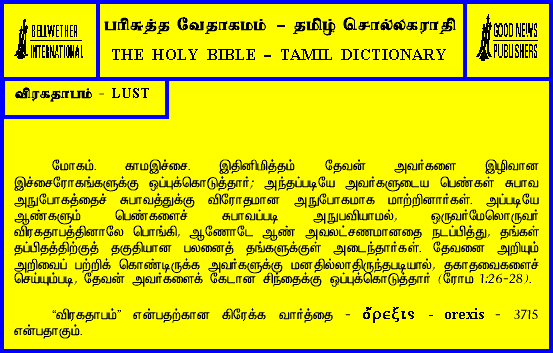 BELLWETHER
INTERNATIONAL
பரிசுத்த வேதாகமம் - தமிழ் சொல்லகராதி
THE HOLY BIBLE - TAMIL DICTIONARY
GOOD NEWS
PUBLISHERS
விரகதாபம் - LUST
மோகம். காமஇச்சை. இதினிமித்தம் தேவன் அவர்களை இழிவான
இச்சைரோகங்களுக்கு ஒப்புக்கொடுத்தார்; அந்தப்படியே அவர்களுடைய பெண்கள் சுபாவ
அநுபோகத்தைச் சுபாவத்துக்கு விரோதமான அநுபோகமாக மாற்றினார்கள். அப்படியே
ஆண்களும் பெண்களைச் சுபாவப்படி அநுபவியாமல், ஒருவர்மேலொருவர்
விரகதாபத்தினாலே பொங்கி, ஆணோடே ஆண் அவலட்சணமானதை நடப்பித்து, தங்கள்
தப்பிதத்திற்குத் தகுதியான பலனைத் தங்களுக்குள் அடைந்தார்கள். தேவனை அறியும்
அறிவைப் பற்றிக் கொண்டிருக்க அவர்களுக்கு மனதில்லாதிருந்தபடியால், தகாதவைகளைச்
செய்யும்படி, தேவன் அவர்களைக் கேடான சிந்தைக்கு ஒப்புக்கொடுத்தார் (ரோம 1:26-28).
“விரகதாபம்” என்பதற்கான கிரேக்க வார்த்தை - ὄρεξις - orexis - 3715
என்பதாகும்.